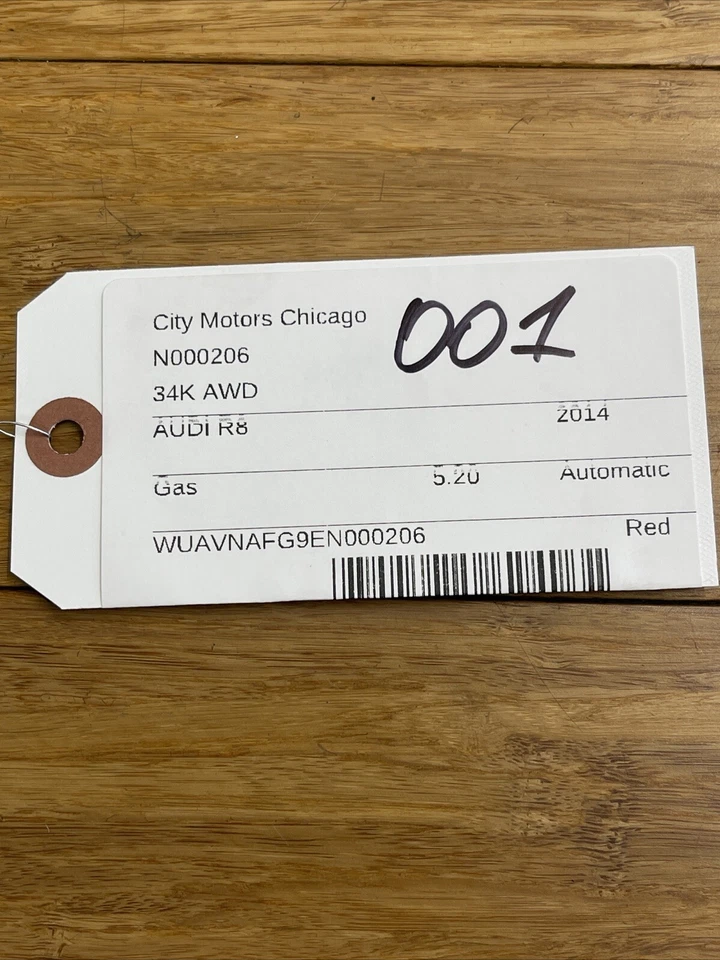 City Motors Chicago 001
N000206
34K AWD
AUDI R8 2014
Gas 5.20 Automatic
WUAVNAFG9EN000206 Red